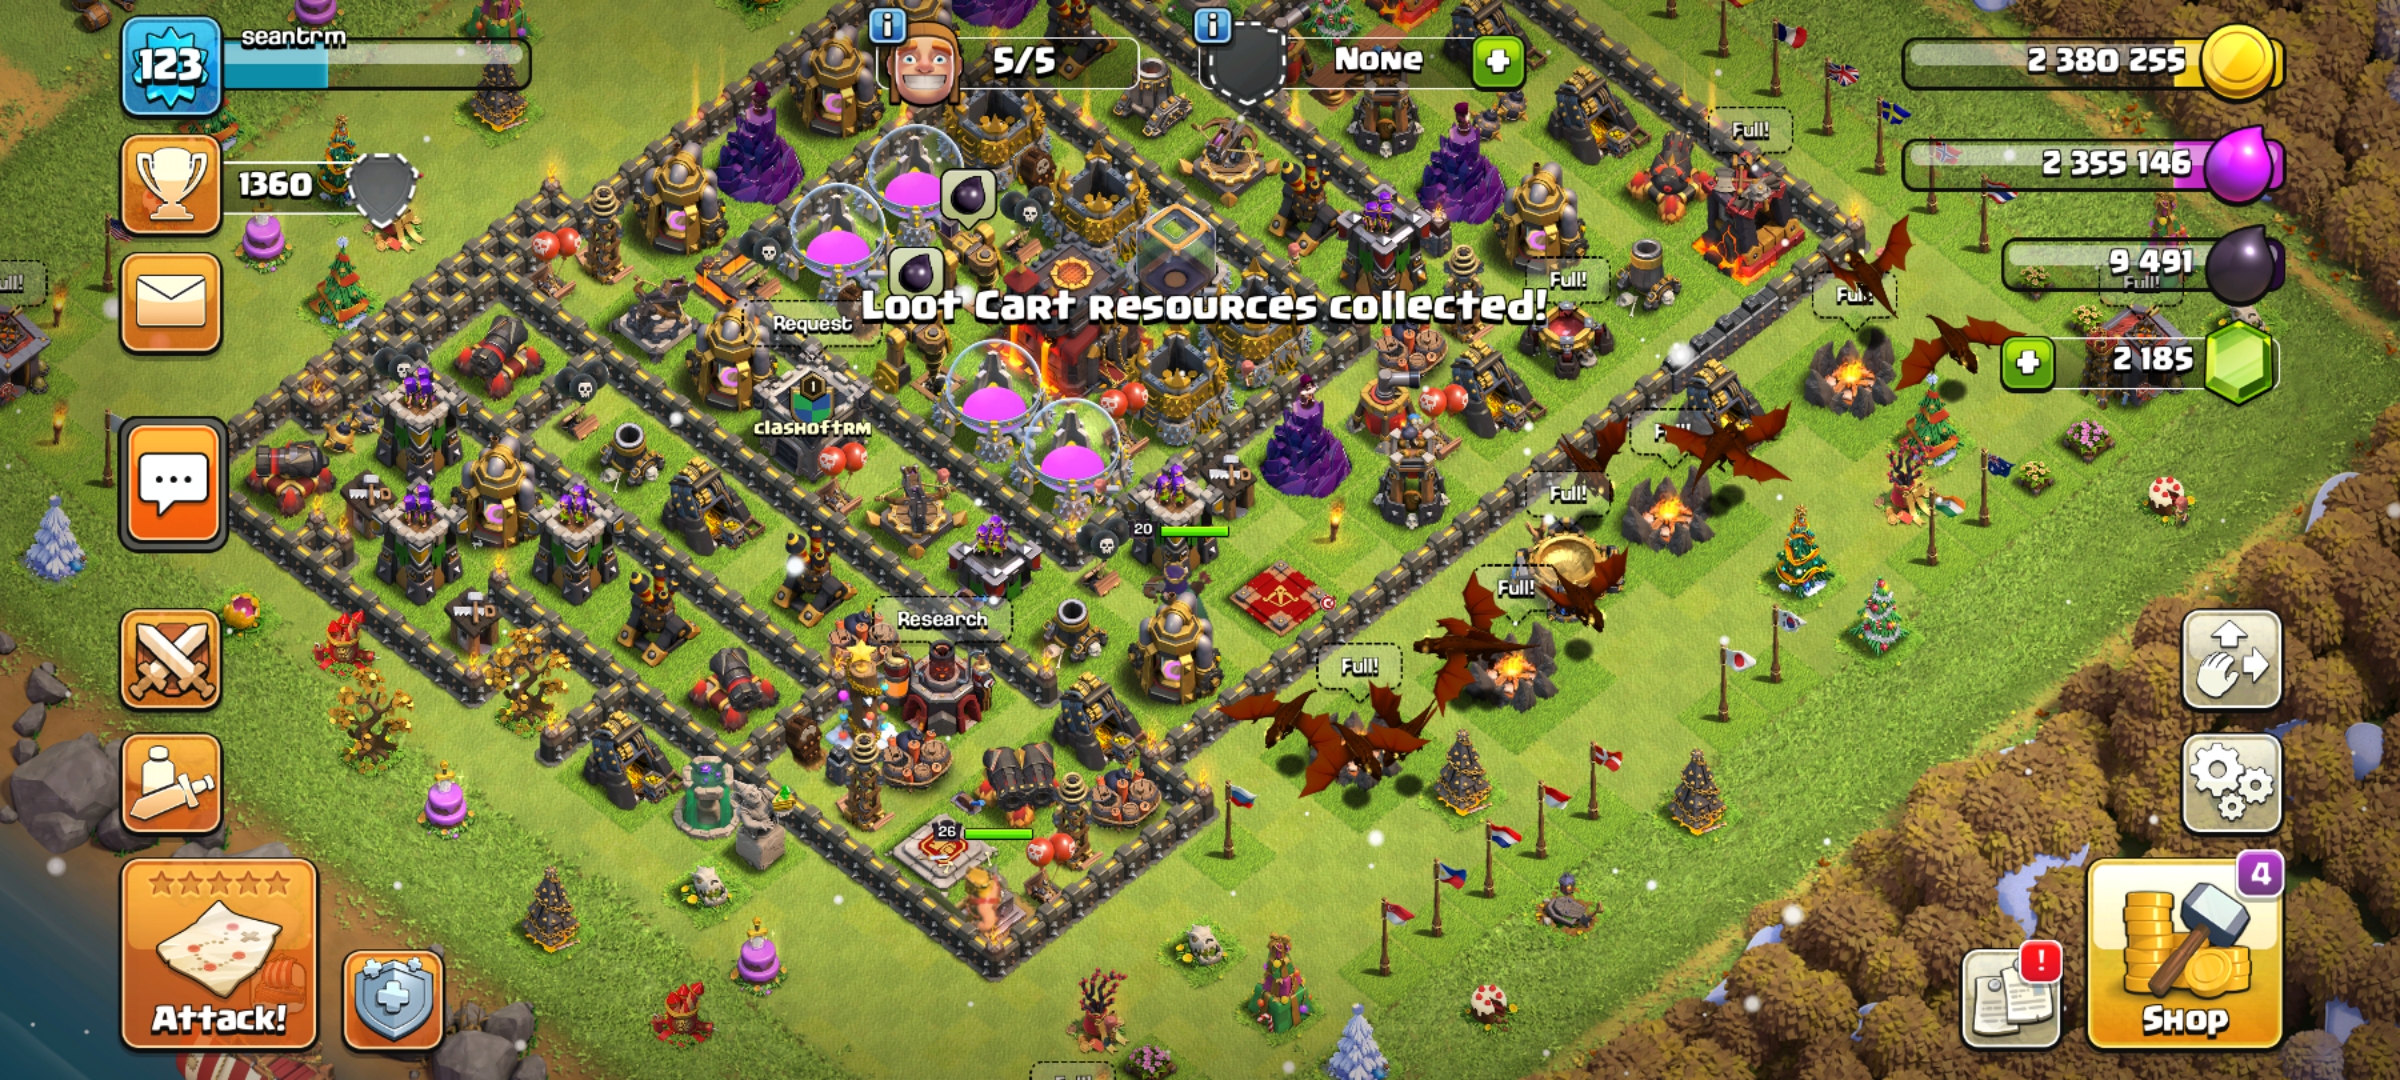 seantrm
123
5/5
None
2 380 255
Full!
1360
2 355 146
Full!
9 491
Full!
Loot Cart resources collected!
Request
2 185
1
clashoftrm
Full!
20
Full!
Research
Full!
26
4
Attack!
Shop